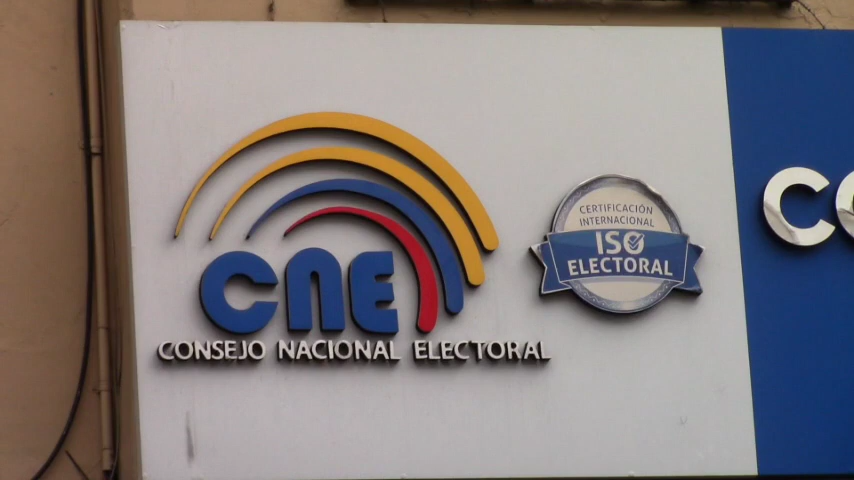 CNE
CONSEJO NACIONAL ELECTORAL
CERTIFICACIÓN
INTERNACIONAL
ISO
ELECTORAL